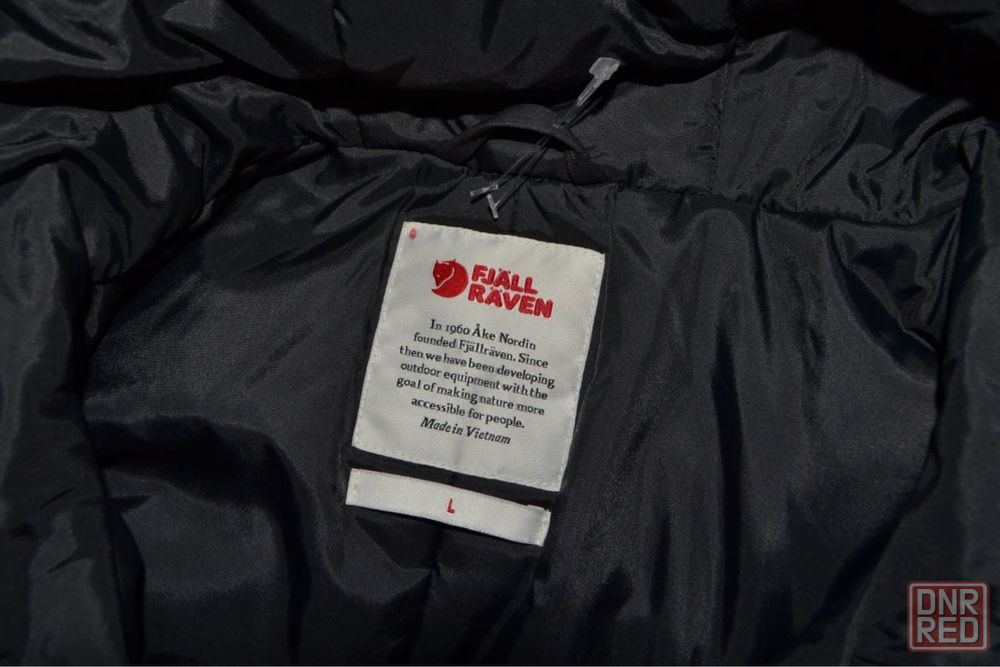 FJÄLL
RÄVEN
In 1960 Åke Nordin
founded Fjällräven. Since
then we have been developing
outdoor equipment with the
goal of making nature more
accessible for people.
Made in Vietnam
L
DNR
RED